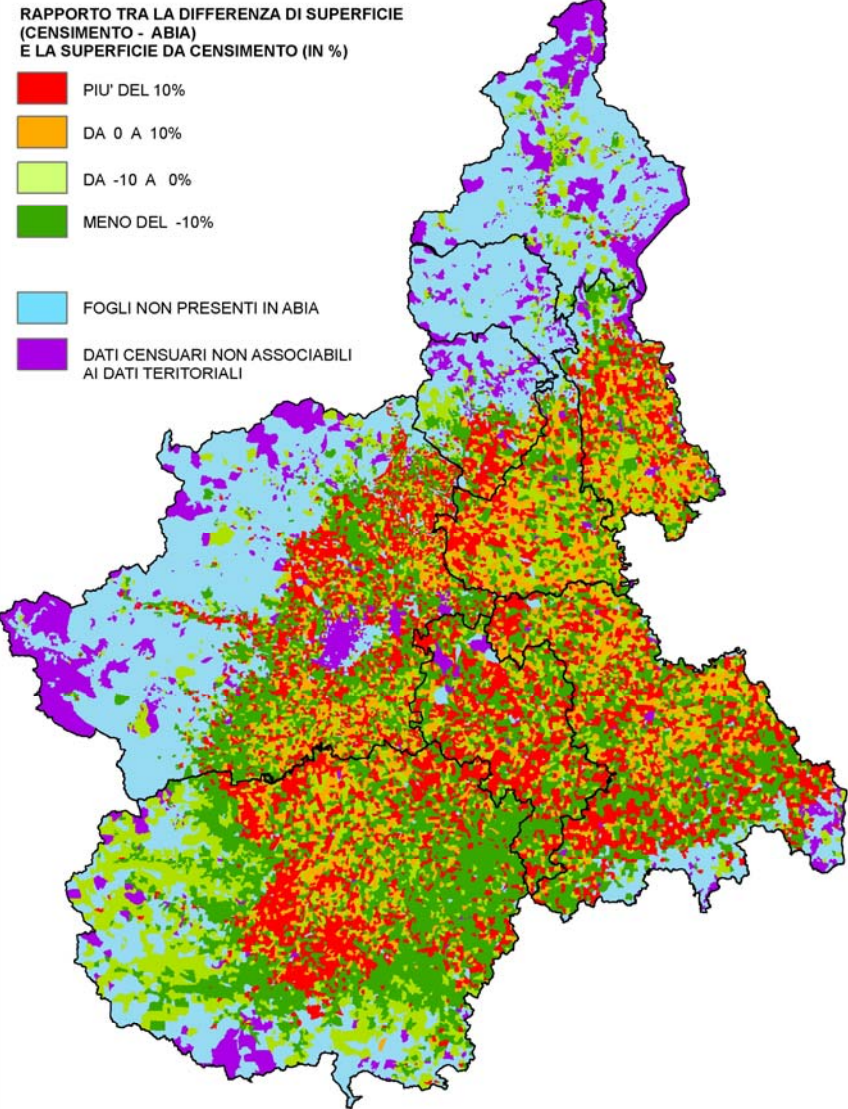 RAPPORTO TRA LA DIFFERENZA DI SUPERFICIE
(CENSIMENTO - ABIA)
E LA SUPERFICIE DA CENSIMENTO (IN %)
PIU' DEL 10%
DA 0 A 10%
DA -10 A 0%
MENO DEL -10%
FOGLI NON PRESENTI IN ABIA
DATI CENSUARI NON ASSOCIABILI
AI DATI TERITORIALI